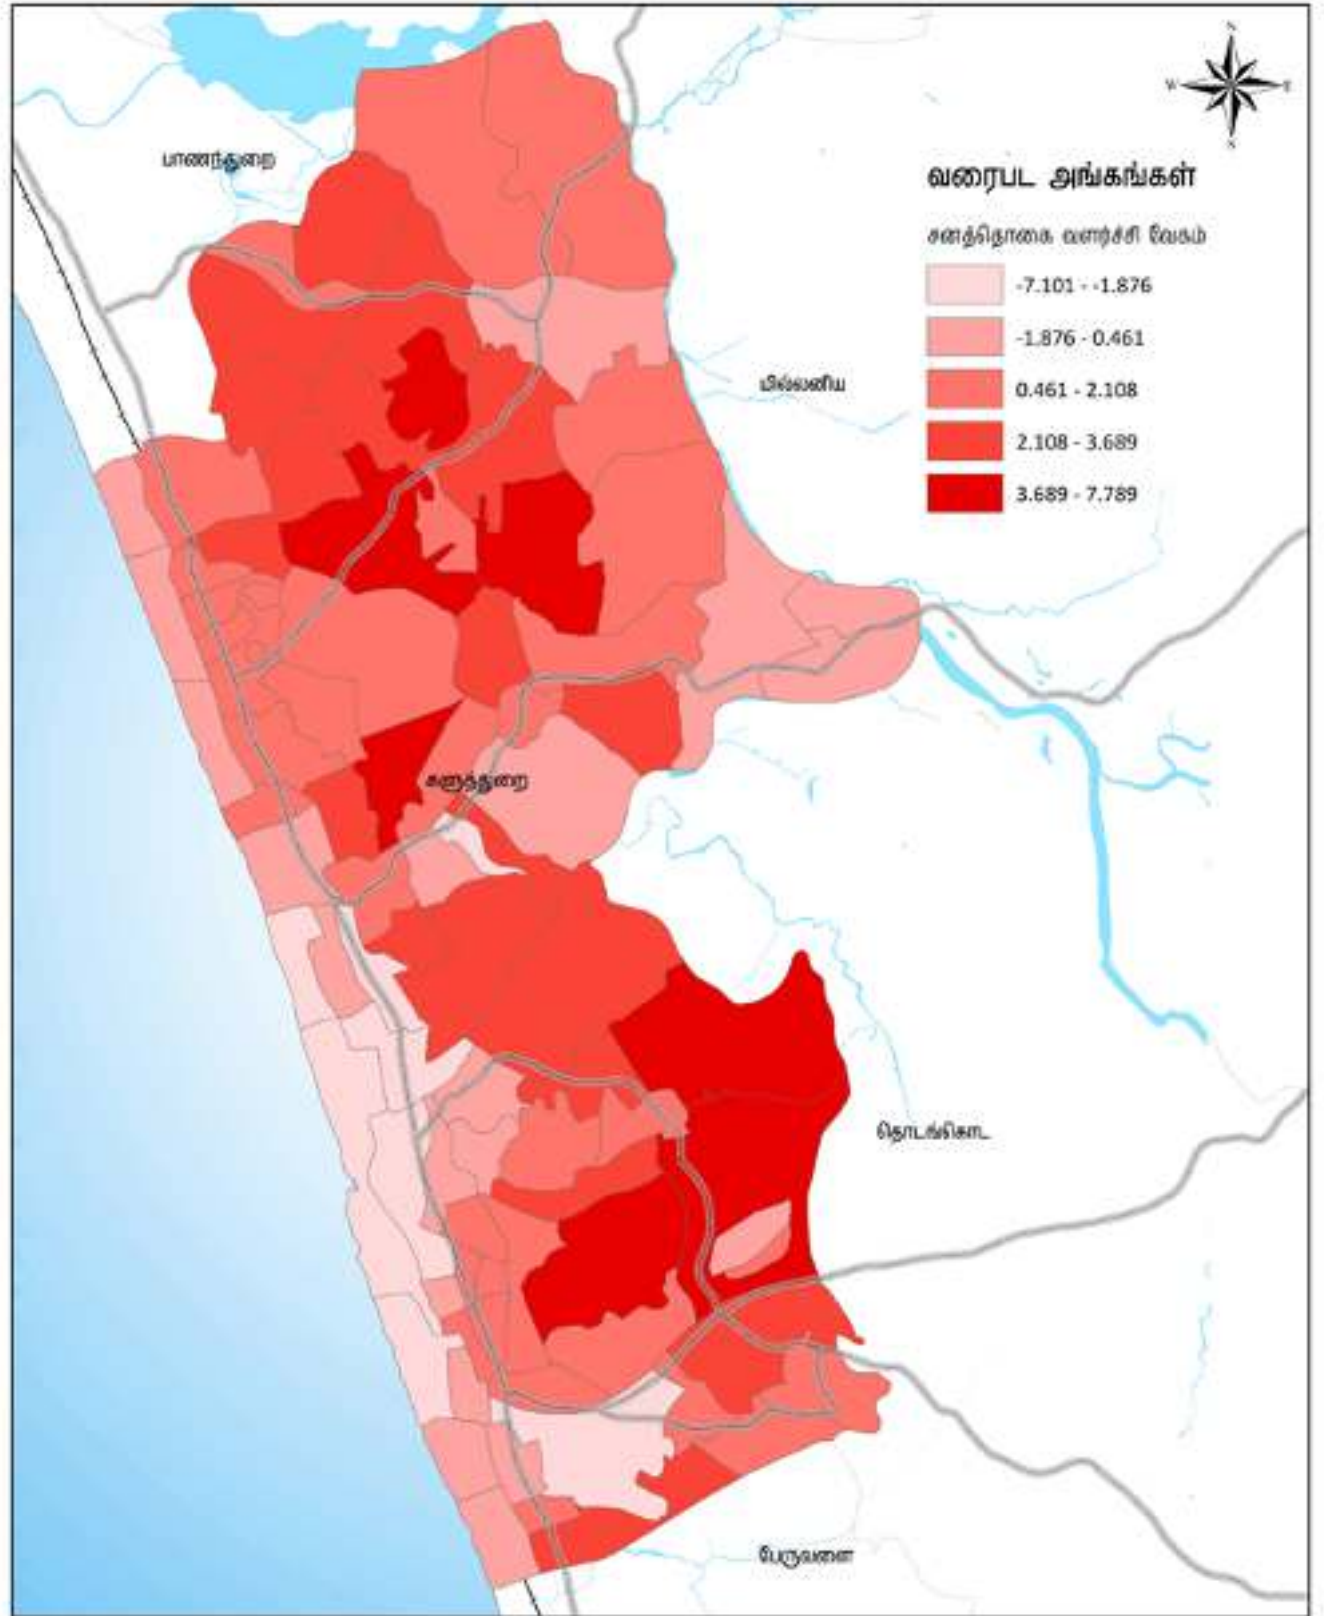 N
W
E
S
பாணந்துறை
வரைபட அங்கங்கள்
சனத்தொகை வளர்ச்சி வேகம்
-7.101 - -1.876
-1.876 - 0.461
மில்லனிய
0.461 - 2.108
2.108 - 3.689
3.689 - 7.789
களுத்துறை
தொடங்கொட
பேருவளை